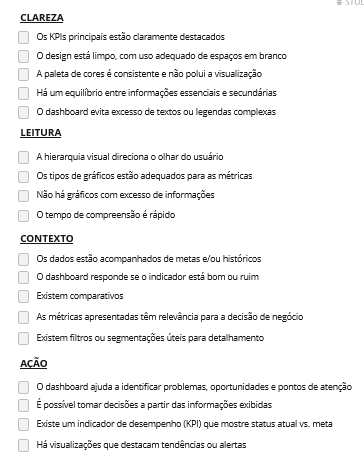 CLAREZA
Os KPIs principais estão claramente destacados
O design está limpo, com uso adequado de espaços em branco
A paleta de cores é consistente e não polui a visualização
Há um equilíbrio entre informações essenciais e secundárias
O dashboard evita excesso de textos ou legendas complexas
LEITURA
A hierarquia visual direciona o olhar do usuário
Os tipos de gráficos estão adequados para as métricas
Não há gráficos com excesso de informações
O tempo de compreensão é rápido
CONTEXTO
Os dados estão acompanhados de metas e/ou históricos
O dashboard responde se o indicador está bom ou ruim
Existem comparativos
As métricas apresentadas têm relevância para a decisão de negócio
Existem filtros ou segmentações úteis para detalhamento
AÇÃO
O dashboard ajuda a identificar problemas, oportunidades e pontos de atenção
É possível tomar decisões a partir das informações exibidas
Existe um indicador de desempenho (KPI) que mostre status atual vs. meta
Há visualizações que destacam tendências ou alertas